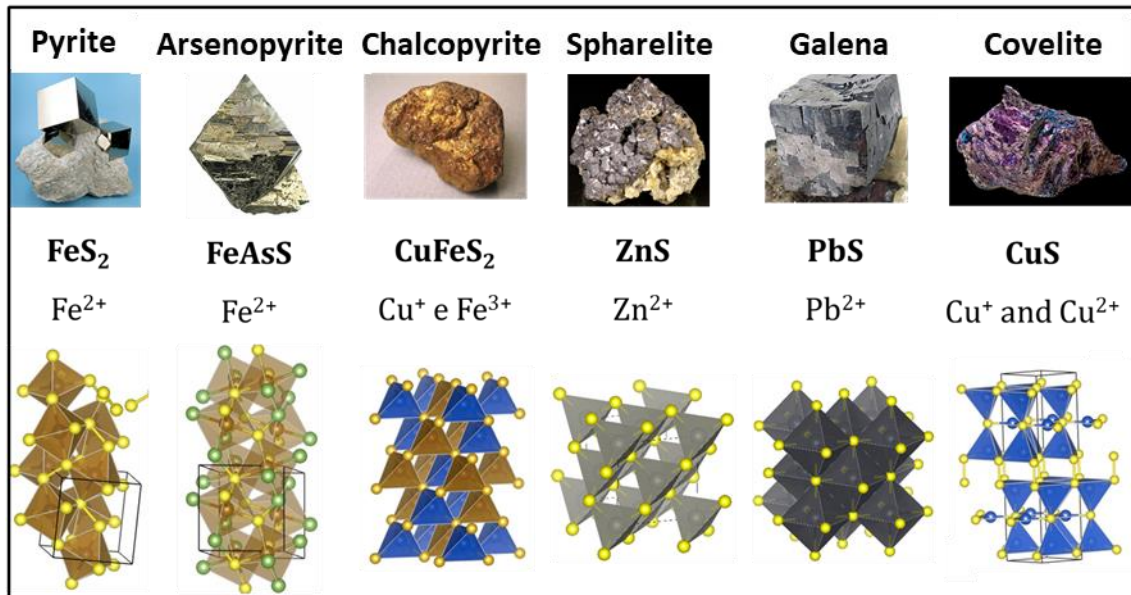 Pyrite Arsenopyrite Chalcopyrite Spharelite Galena Covelite
FeS₂ FeAsS CuFeS₂ ZnS PbS CuS
Fe²⁺ Fe²⁺ Cu⁺ e Fe³⁺ Zn²⁺ Pb²⁺ Cu⁺ and Cu²⁺